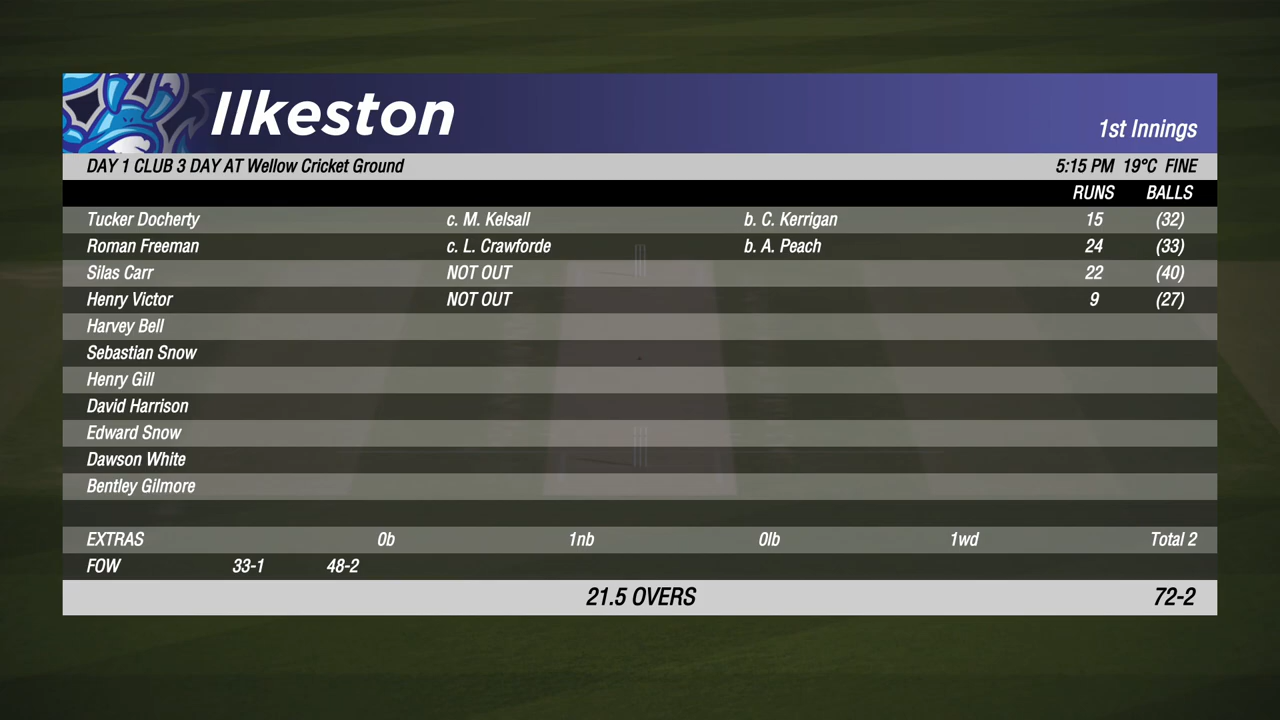 Ilkeston
1st Innings
DAY 1 CLUB 3 DAY AT Wellow Cricket Ground 5:15 PM 19°C FINE
RUNS BALLS
Tucker Docherty c. M. Kelsall b. C. Kerrigan 15 (32)
Roman Freeman c. L. Crawforde b. A. Peach 24 (33)
Silas Carr NOT OUT 22 (40)
Henry Victor NOT OUT 9 (27)
Harvey Bell
Sebastian Snow
Henry Gill
David Harrison
Edward Snow
Dawson White
Bentley Gilmore
EXTRAS 0b 1nb 0lb 1wd Total 2
FOW 33-1 48-2
21.5 OVERS 72-2